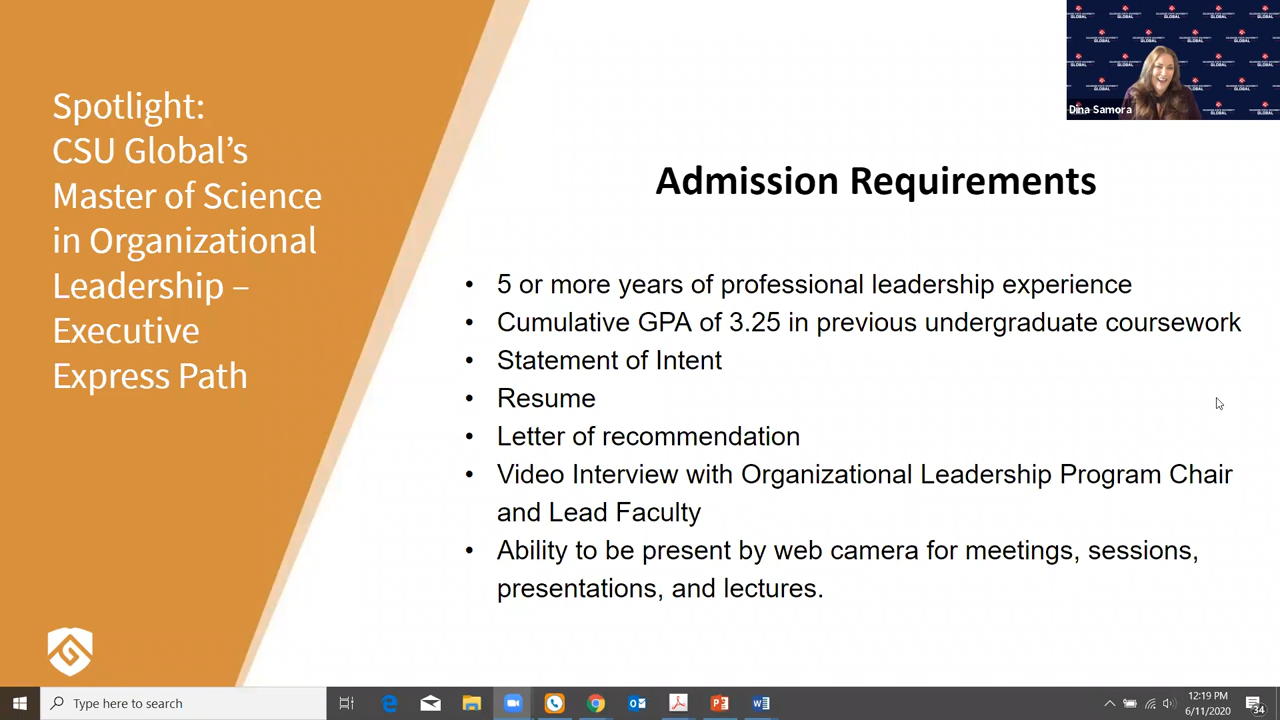 Spotlight:
CSU Global’s
Master of Science
in Organizational
Leadership –
Executive
Express Path
Dina Samora
Admission Requirements
• 5 or more years of professional leadership experience
• Cumulative GPA of 3.25 in previous undergraduate coursework
• Statement of Intent
• Resume
• Letter of recommendation
• Video Interview with Organizational Leadership Program Chair
and Lead Faculty
• Ability to be present by web camera for meetings, sessions,
presentations, and lectures.
Type here to search
12:19 PM
6/11/2020
34